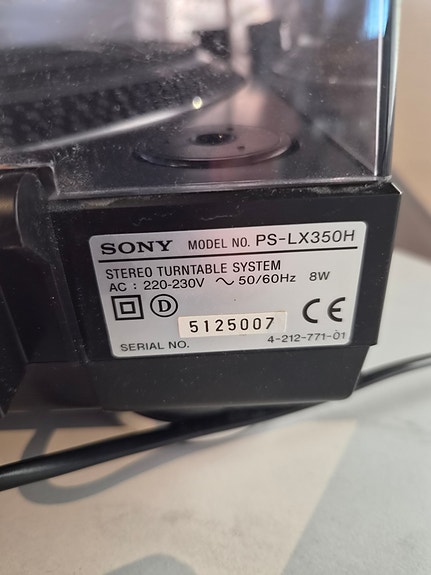 SONY MODEL NO. PS-LX350H
STEREO TURNTABLE SYSTEM
AC : 220-230V ~ 50/60Hz 8W
D
CE
5125007
SERIAL NO.
4-212-771-01